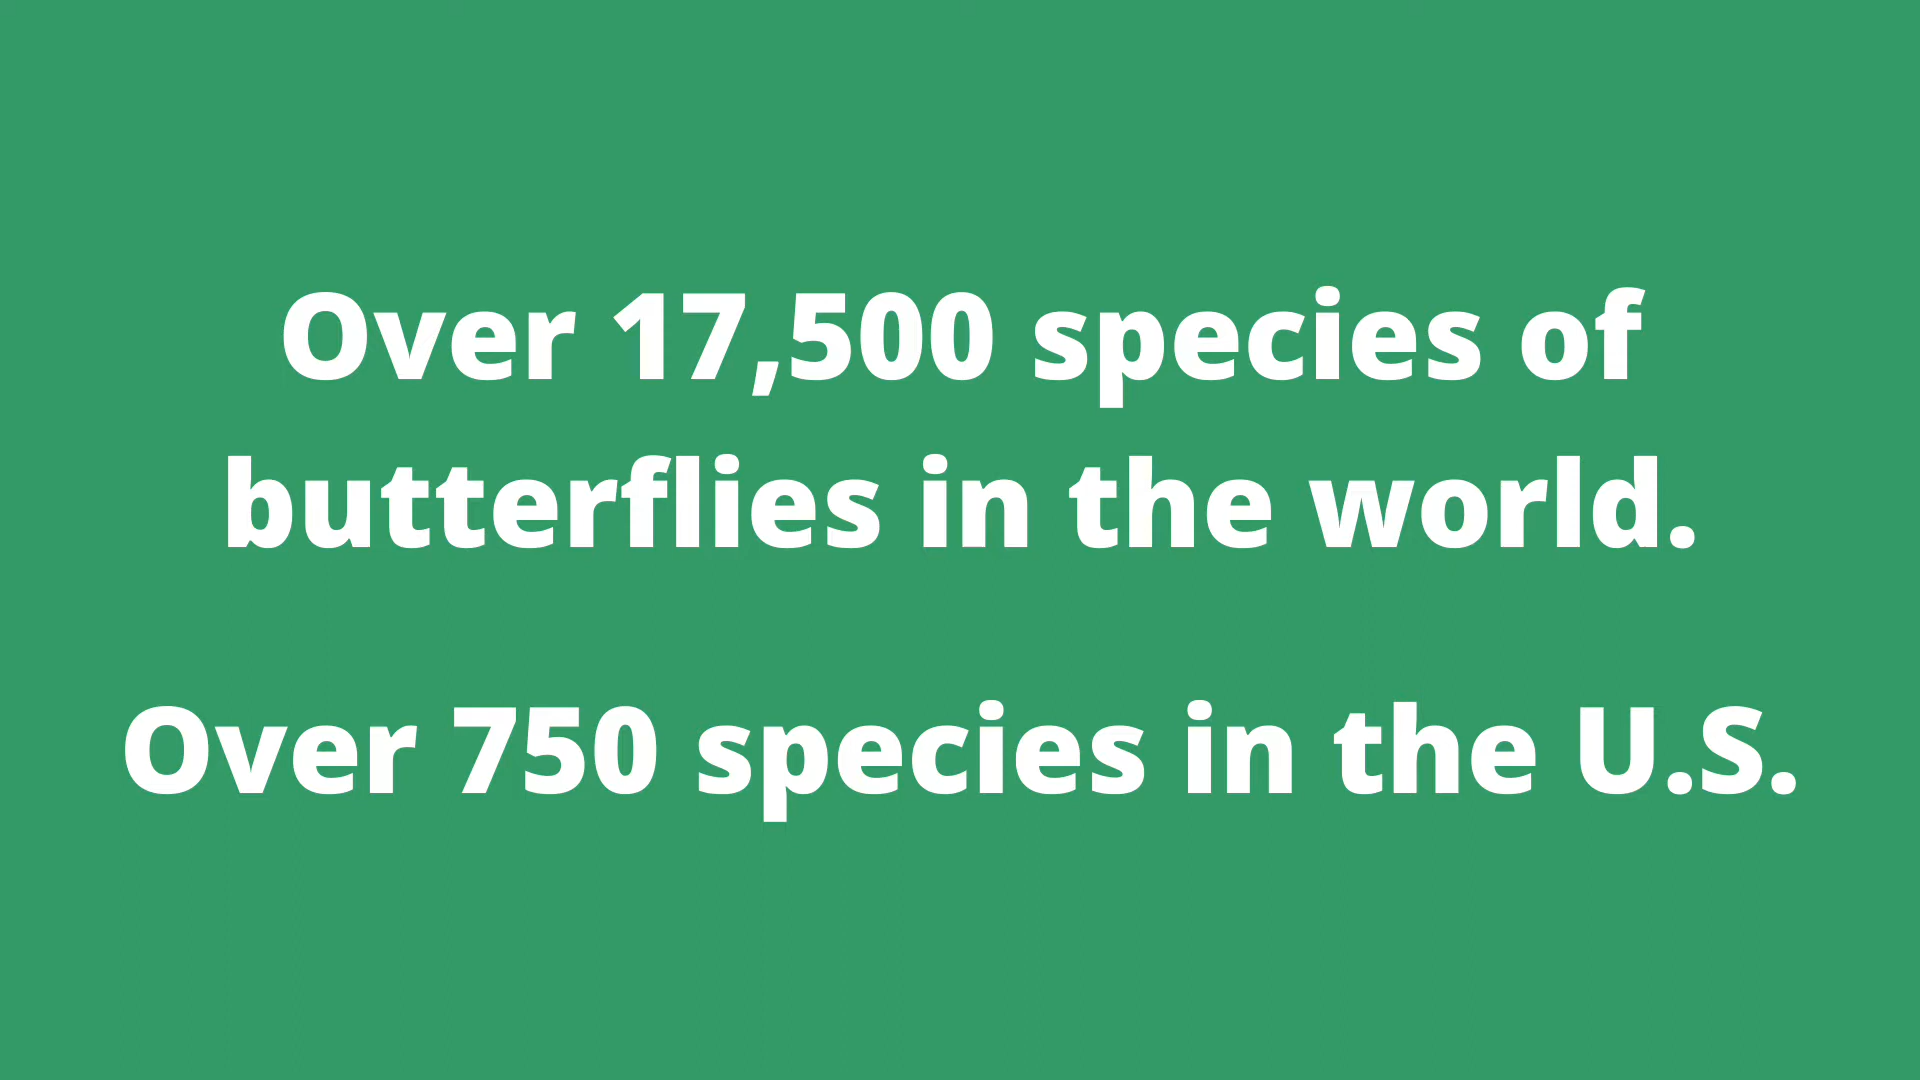 Over 17,500 species of
butterflies in the world.
Over 750 species in the U.S.